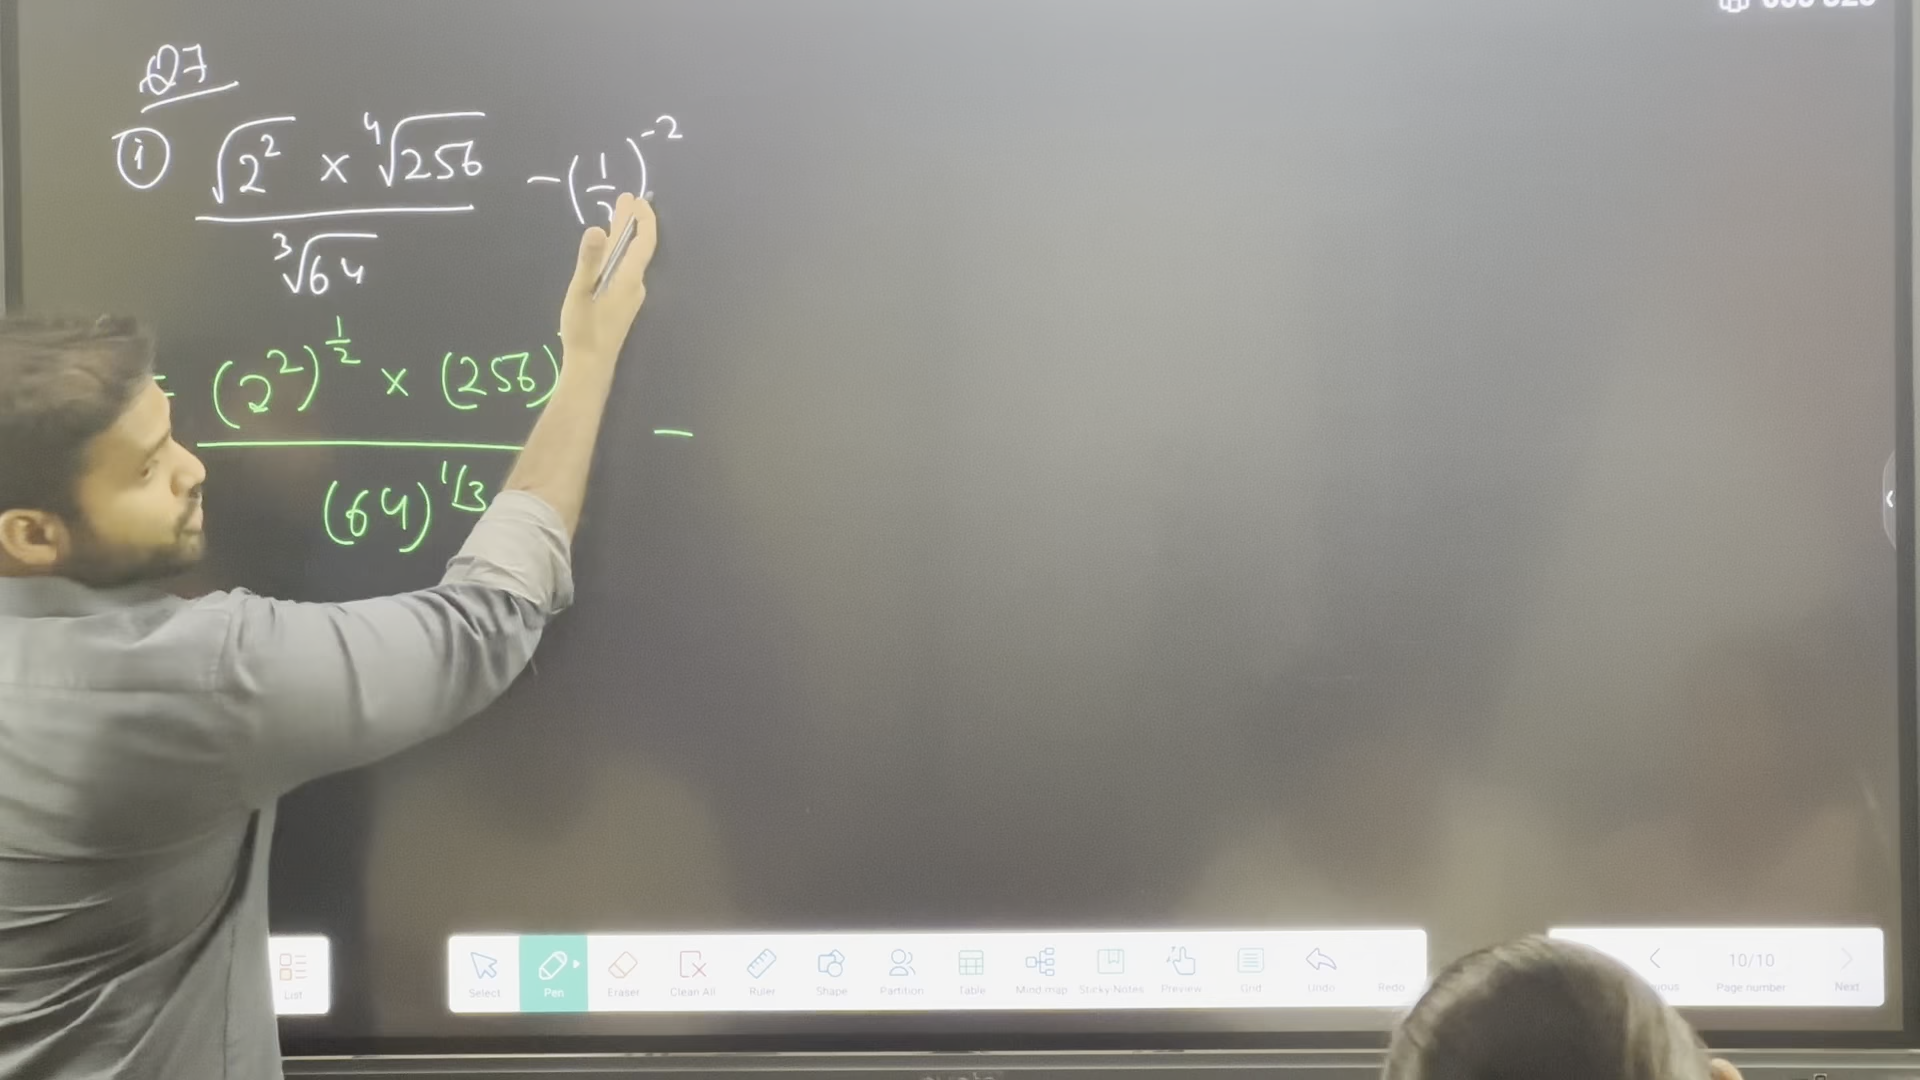 Q7
(i) √2² × ⁴√256 / ³√64 − (1/2)⁻²
= (2²)^½ × (256) / (64)^1/3 −
List Select Pen Eraser Clean All Ruler Shape Partition Table Mind map Sticky-Notes Preview Grid Undo Redo 10/10 Page number Next